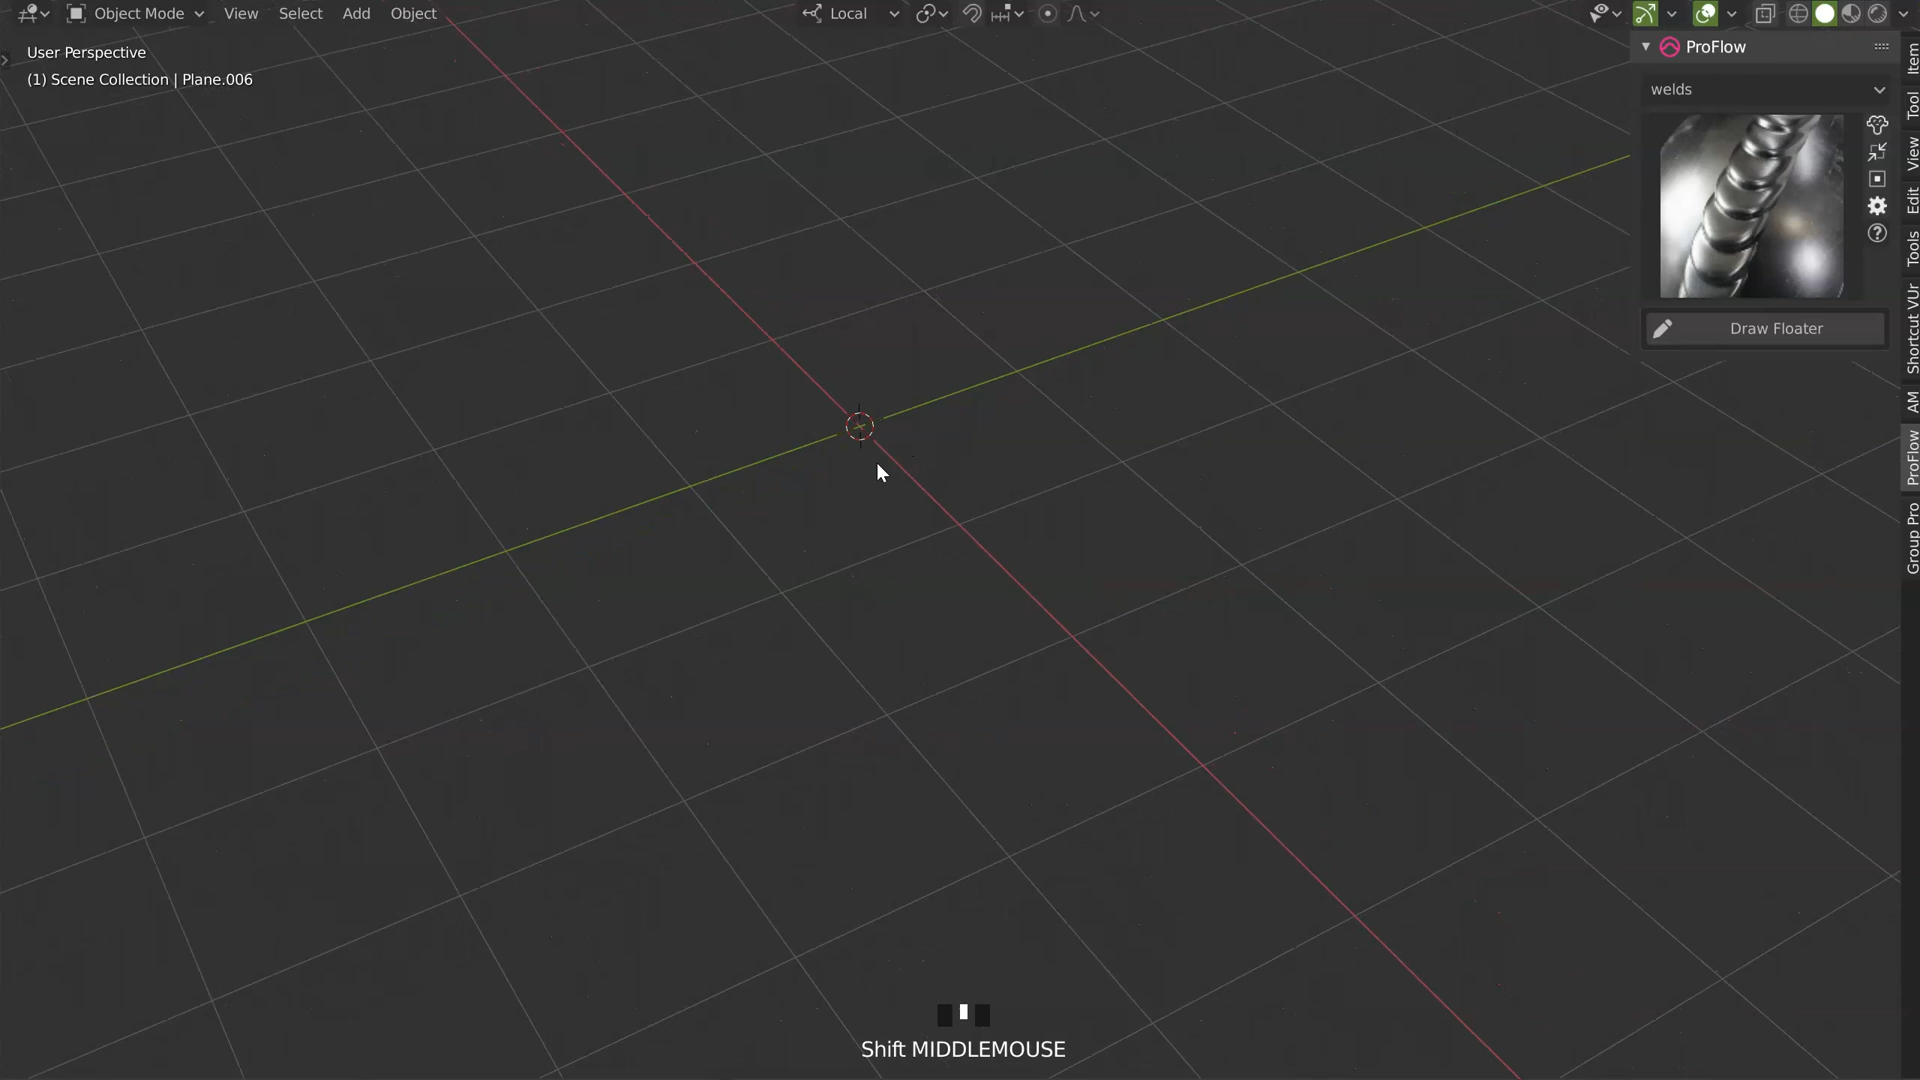 Object Mode View Select Add Object Local
User Perspective
(1) Scene Collection | Plane.006
ProFlow
welds
Draw Floater
Item
Tool
View
Edit
Tools
Shortcut VUr
AM
ProFlow
Group Pro
Shift MIDDLEMOUSE